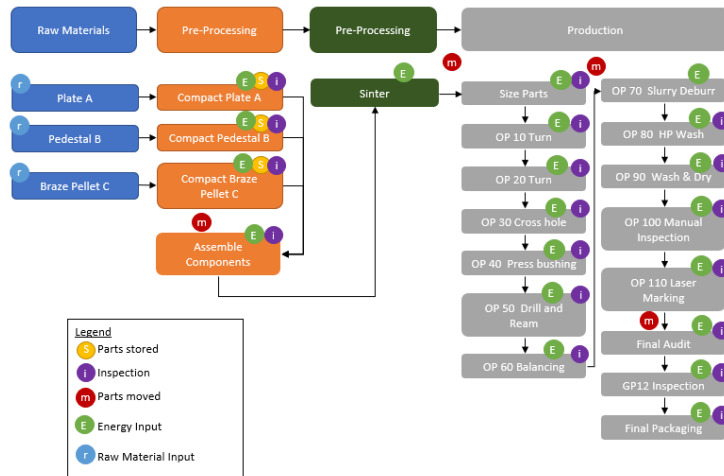 Raw Materials
Pre-Processing
Pre-Processing
Production
r
Plate A
E S i
Compact Plate A
r
Pedestal B
E S i
Compact Pedestal B
r
Braze Pellet C
E S i
Compact Braze
Pellet C
m
E i
Assemble
Components
E
Sinter
m
E i
Size Parts
E i
OP 10 Turn
E i
OP 20 Turn
E i
OP 30 Cross hole
E i
OP 40 Press bushing
E i
OP 50 Drill and
Ream
E i
OP 60 Balancing
m
E
OP 70 Slurry Deburr
E i
OP 80 HP Wash
E i
OP 90 Wash & Dry
E i
OP 100 Manual
Inspection
E i
OP 110 Laser
Marking
m
E i
Final Audit
E i
GP12 Inspection
E i
Final Packaging
Legend
S Parts stored
i Inspection
m Parts moved
E Energy Input
r Raw Material Input